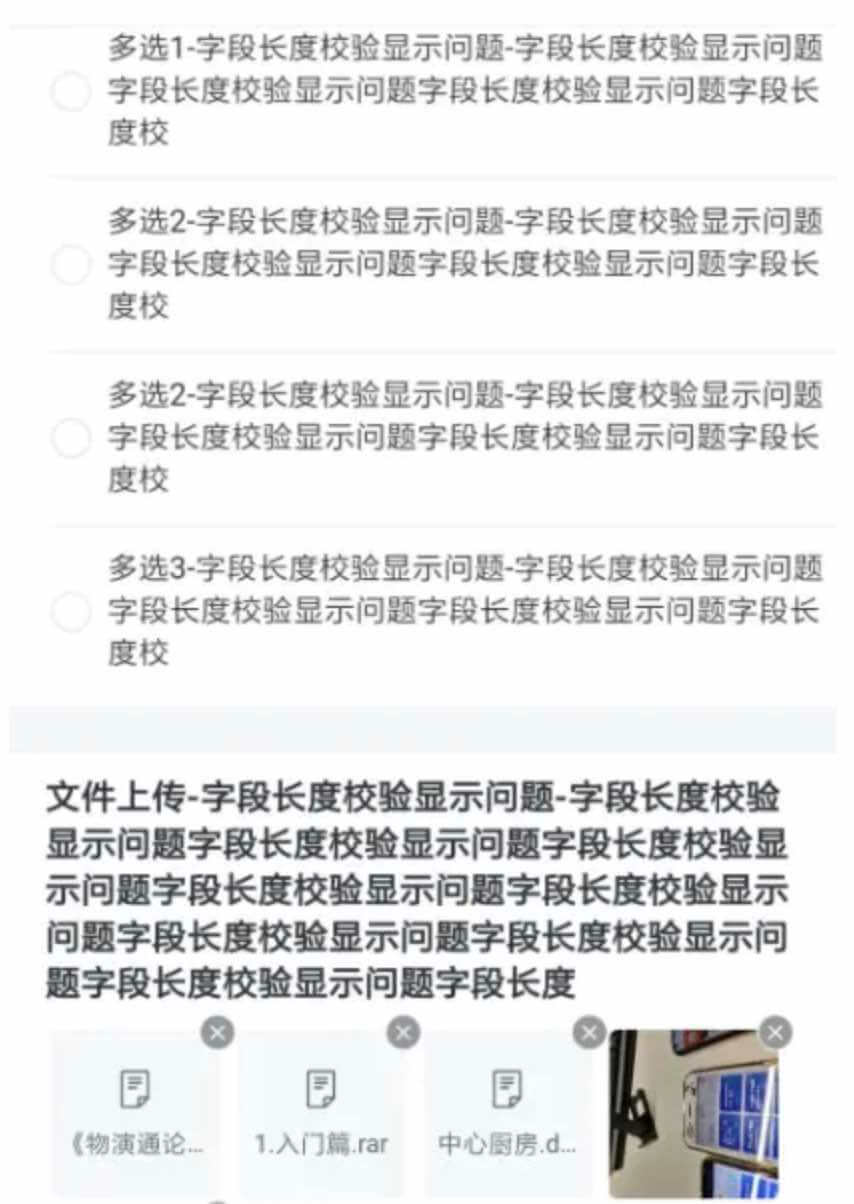 多选1-字段长度校验显示问题-字段长度校验显示问题
字段长度校验显示问题字段长度校验显示问题字段长
度校
多选2-字段长度校验显示问题-字段长度校验显示问题
字段长度校验显示问题字段长度校验显示问题字段长
度校
多选2-字段长度校验显示问题-字段长度校验显示问题
字段长度校验显示问题字段长度校验显示问题字段长
度校
多选3-字段长度校验显示问题-字段长度校验显示问题
字段长度校验显示问题字段长度校验显示问题字段长
度校
文件上传-字段长度校验显示问题-字段长度校验
显示问题字段长度校验显示问题字段长度校验显
示问题字段长度校验显示问题字段长度校验显示
问题字段长度校验显示问题字段长度校验显示问
题字段长度校验显示问题字段长度
《物演通论...
1.入门篇.rar
中心厨房.d...